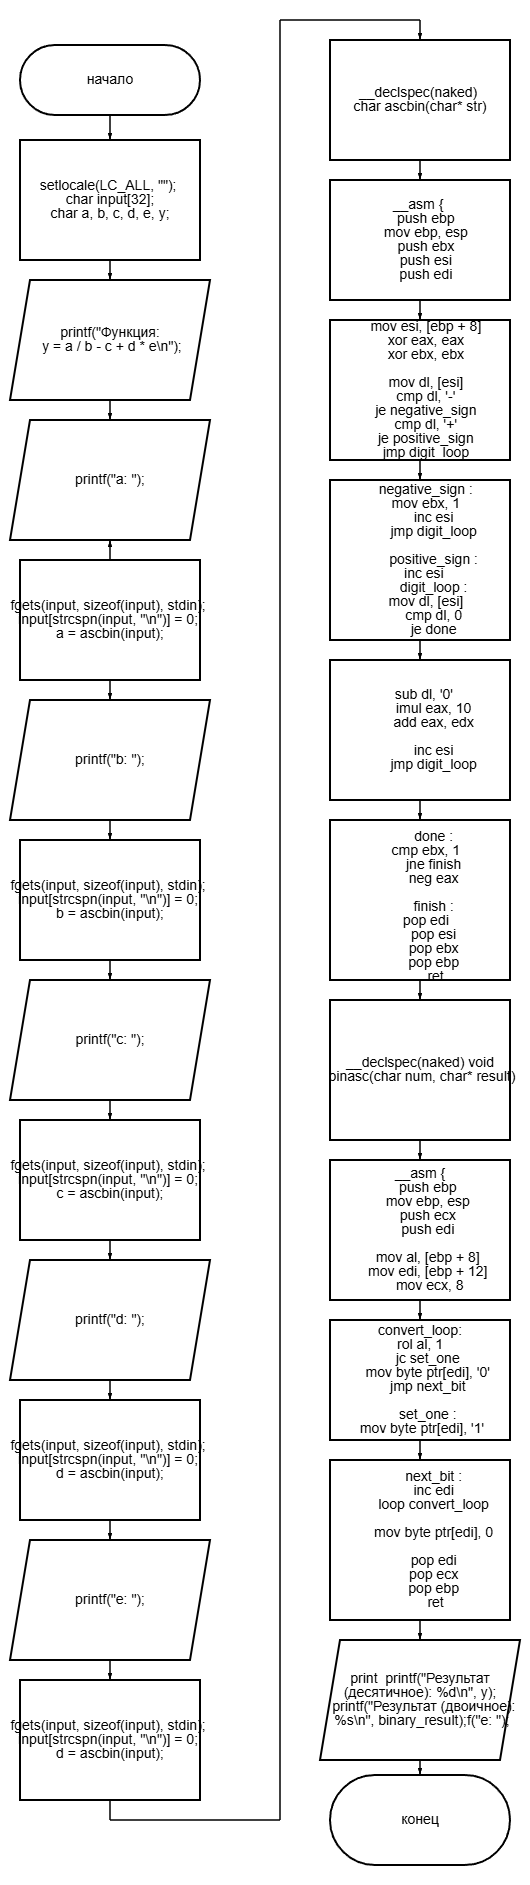 начало
setlocale(LC_ALL, "");
char input[32];
char a, b, c, d, e, y;
printf("Функция:
y = a / b - c + d * e\n");
printf("a: ");
fgets(input, sizeof(input), stdin);
nput[strcspn(input, "\n")] = 0;
a = ascbin(input);
printf("b: ");
fgets(input, sizeof(input), stdin);
nput[strcspn(input, "\n")] = 0;
b = ascbin(input);
printf("c: ");
fgets(input, sizeof(input), stdin);
nput[strcspn(input, "\n")] = 0;
c = ascbin(input);
printf("d: ");
fgets(input, sizeof(input), stdin);
nput[strcspn(input, "\n")] = 0;
d = ascbin(input);
printf("e: ");
fgets(input, sizeof(input), stdin);
nput[strcspn(input, "\n")] = 0;
d = ascbin(input);
__declspec(naked)
char ascbin(char* str)
__asm {
push ebp
mov ebp, esp
push ebx
push esi
push edi
mov esi, [ebp + 8]
xor eax, eax
xor ebx, ebx
mov dl, [esi]
cmp dl, '-'
je negative_sign
cmp dl, '+'
je positive_sign
jmp digit_loop
negative_sign :
mov ebx, 1
inc esi
jmp digit_loop
positive_sign :
inc esi
digit_loop :
mov dl, [esi]
cmp dl, 0
je done
sub dl, '0'
imul eax, 10
add eax, edx
inc esi
jmp digit_loop
done :
cmp ebx, 1
jne finish
neg eax
finish :
pop edi
pop esi
pop ebx
pop ebp
ret
__declspec(naked) void
binasc(char num, char* result)
__asm {
push ebp
mov ebp, esp
push ecx
push edi
mov al, [ebp + 8]
mov edi, [ebp + 12]
mov ecx, 8
convert_loop:
rol al, 1
jc set_one
mov byte ptr[edi], '0'
jmp next_bit
set_one :
mov byte ptr[edi], '1'
next_bit :
inc edi
loop convert_loop
mov byte ptr[edi], 0
pop edi
pop ecx
pop ebp
ret
print  printf("Результат
(десятичное): %d\n", y);
printf("Результат (двоичное):
%s\n", binary_result);f("e: ");
конец